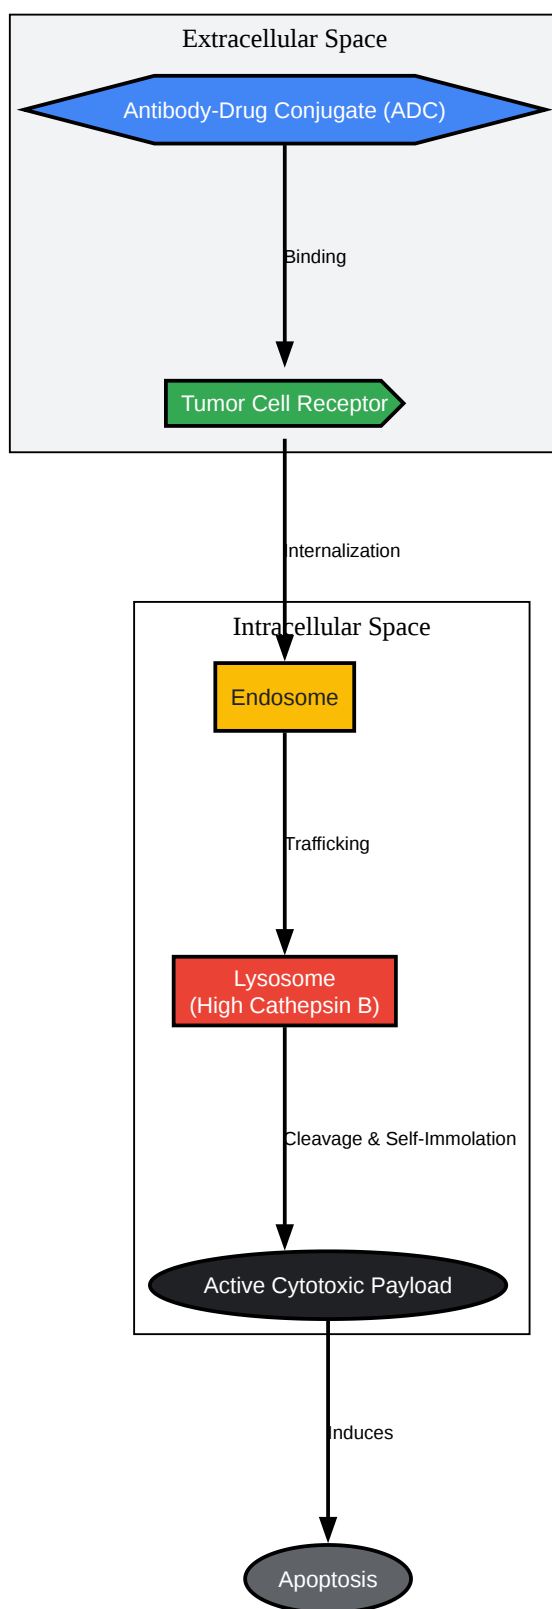 Extracellular Space
Antibody-Drug Conjugate (ADC)
Binding
Tumor Cell Receptor
Internalization
Intracellular Space
Endosome
Trafficking
Lysosome
(High Cathepsin B)
Cleavage & Self-Immolation
Active Cytotoxic Payload
Induces
Apoptosis